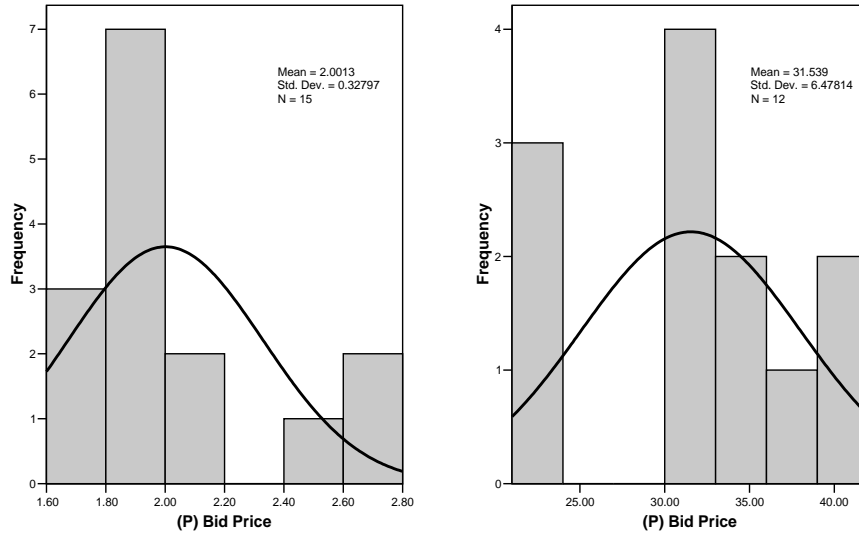 7
6
5
4
3
2
1
0
Frequency
1.60 1.80 2.00 2.20 2.40 2.60 2.80
(P) Bid Price
Mean = 2.0013
Std. Dev. = 0.32797
N = 15
4
3
2
1
0
Frequency
25.00 30.00 35.00 40.00
(P) Bid Price
Mean = 31.539
Std. Dev. = 6.47814
N = 12